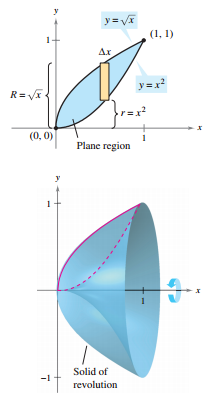 y
y = √x
1
(1, 1)
Δx
y = x²
R = √x
r = x²
(0, 0)
1
x
Plane region
y
1
x
1
−1
Solid of
revolution